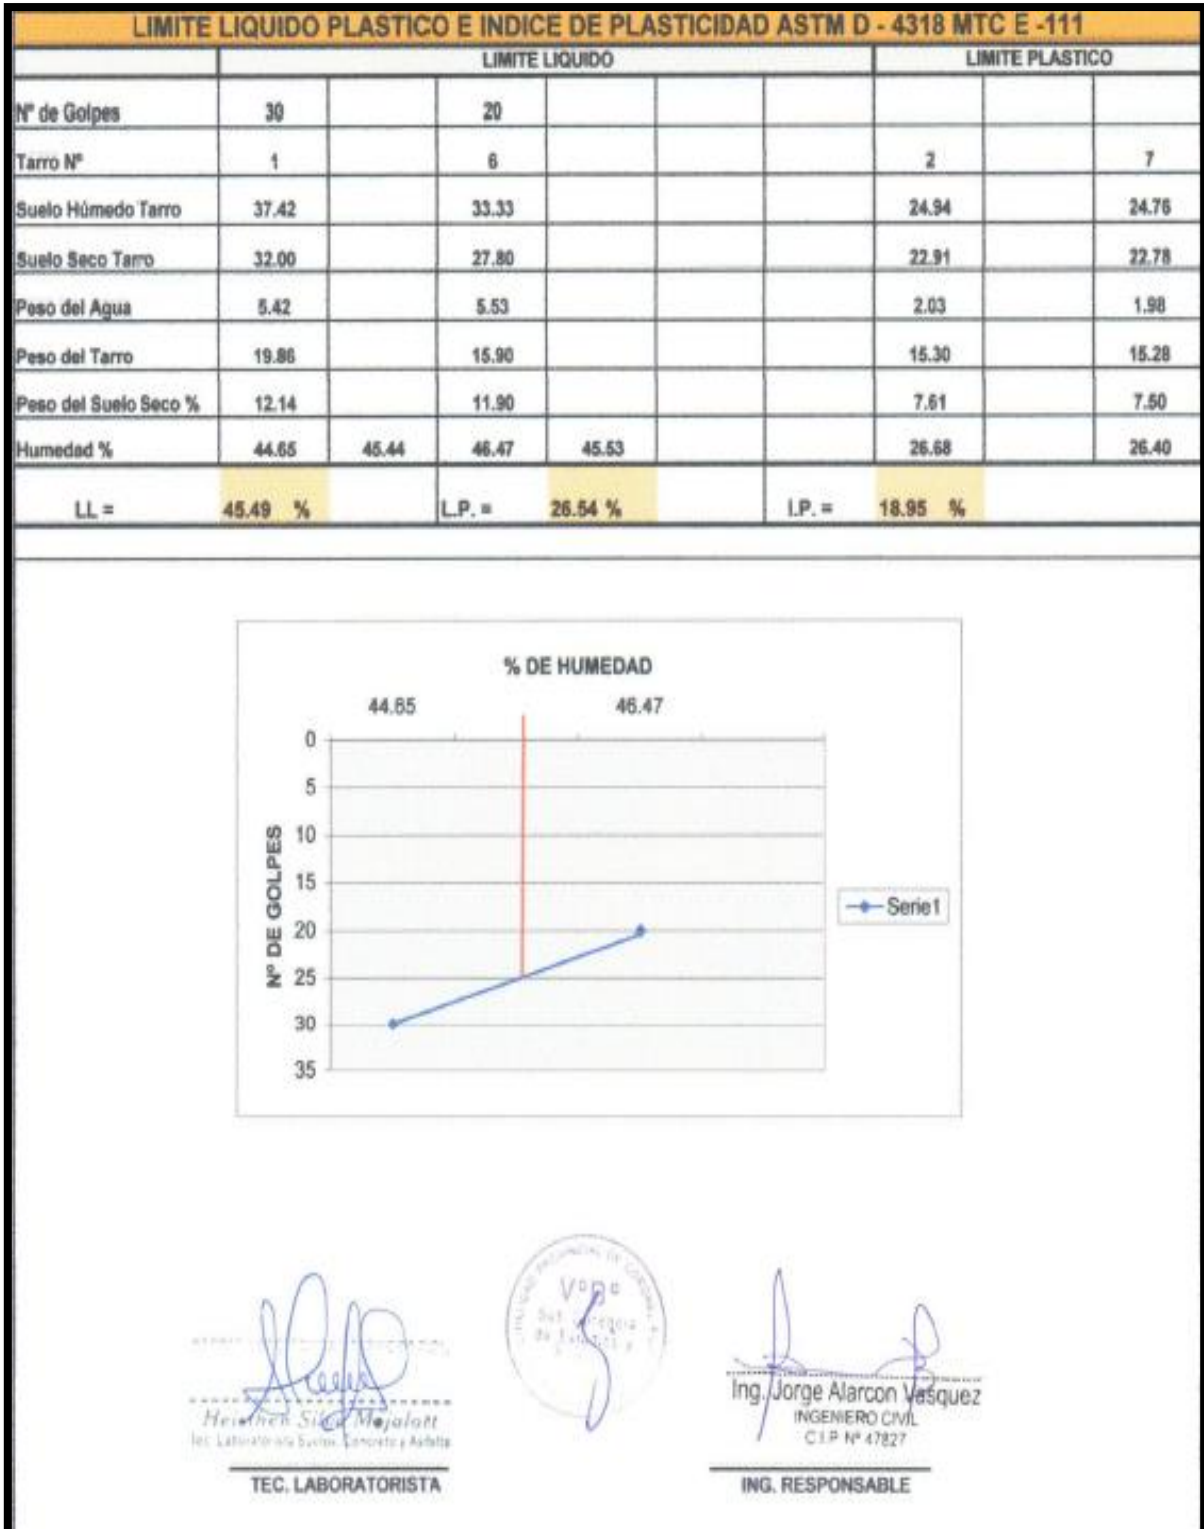 LIMITE LIQUIDO PLASTICO E INDICE DE PLASTICIDAD ASTM D - 4318 MTC E -111
LIMITE LIQUIDO LIMITE PLASTICO
Nº de Golpes 30 20
Tarro Nº 1 6 2 7
Suelo Húmedo Tarro 37.42 33.33 24.94 24.76
Suelo Seco Tarro 32.00 27.80 22.91 22.78
Peso del Agua 5.42 5.53 2.03 1.98
Peso del Tarro 19.86 15.90 15.30 15.28
Peso del Suelo Seco % 12.14 11.90 7.61 7.50
Humedad % 44.65 45.44 46.47 45.53 26.68 26.40
LL = 45.49 % L.P. = 26.54 % I.P. = 18.95 %
% DE HUMEDAD
44.65 46.47
0
5
10
15
20
25
30
35
Nº DE GOLPES
Serie1
VºBº
Ing. Jorge Alarcon Vasquez
INGENIERO CIVIL
C.I.P. Nº 47827
Tec. Laboratorista Suelos, Concreto y Asfalto
TEC. LABORATORISTA
ING. RESPONSABLE